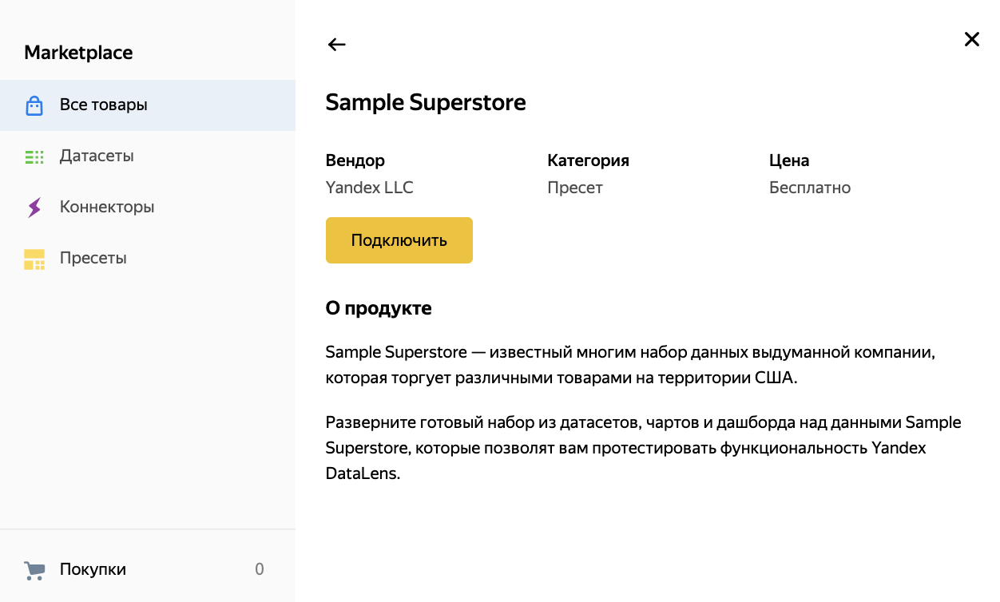 Marketplace
Все товары
Датасеты
Коннекторы
Пресеты
Покупки 0
Sample Superstore
Вендор Категория Цена
Yandex LLC Пресет Бесплатно
Подключить
О продукте
Sample Superstore — известный многим набор данных выдуманной компании,
которая торгует различными товарами на территории США.
Разверните готовый набор из датасетов, чартов и дашборда над данными Sample
Superstore, которые позволят вам протестировать функциональность Yandex
DataLens.